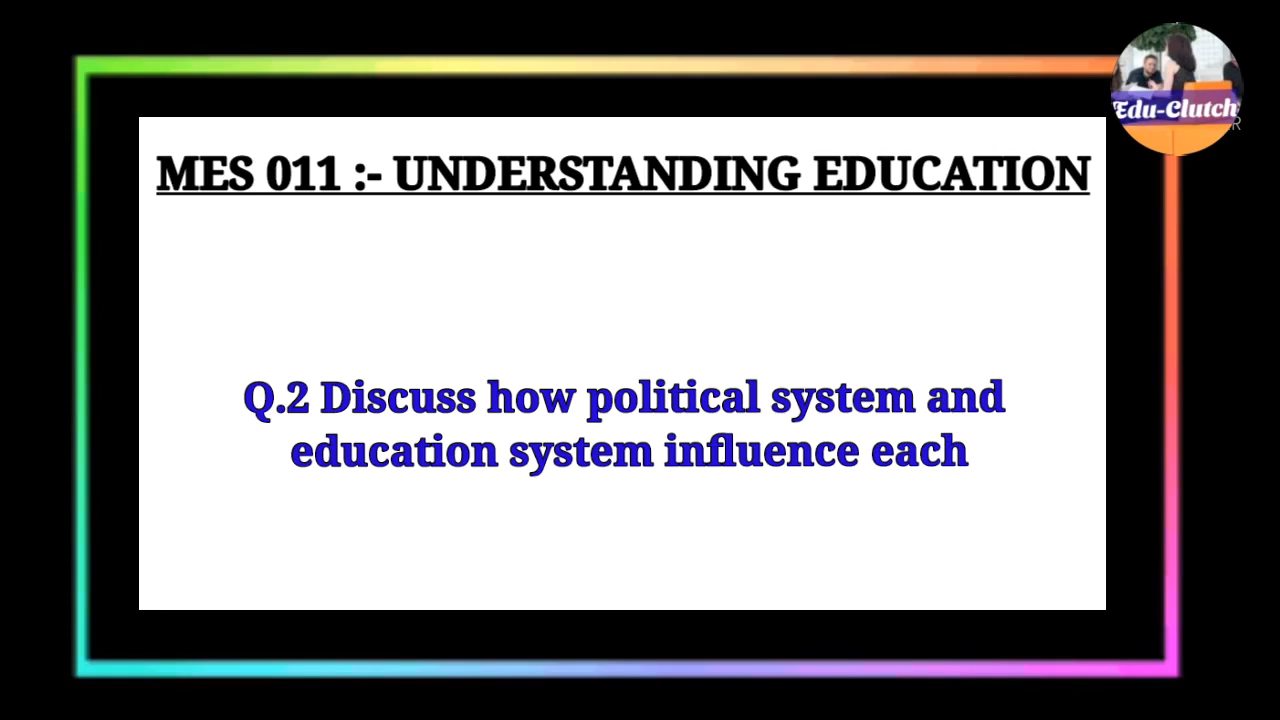 Edu-Clutch
MES 011 :- UNDERSTANDING EDUCATION
Q.2 Discuss how political system and
education system influence each